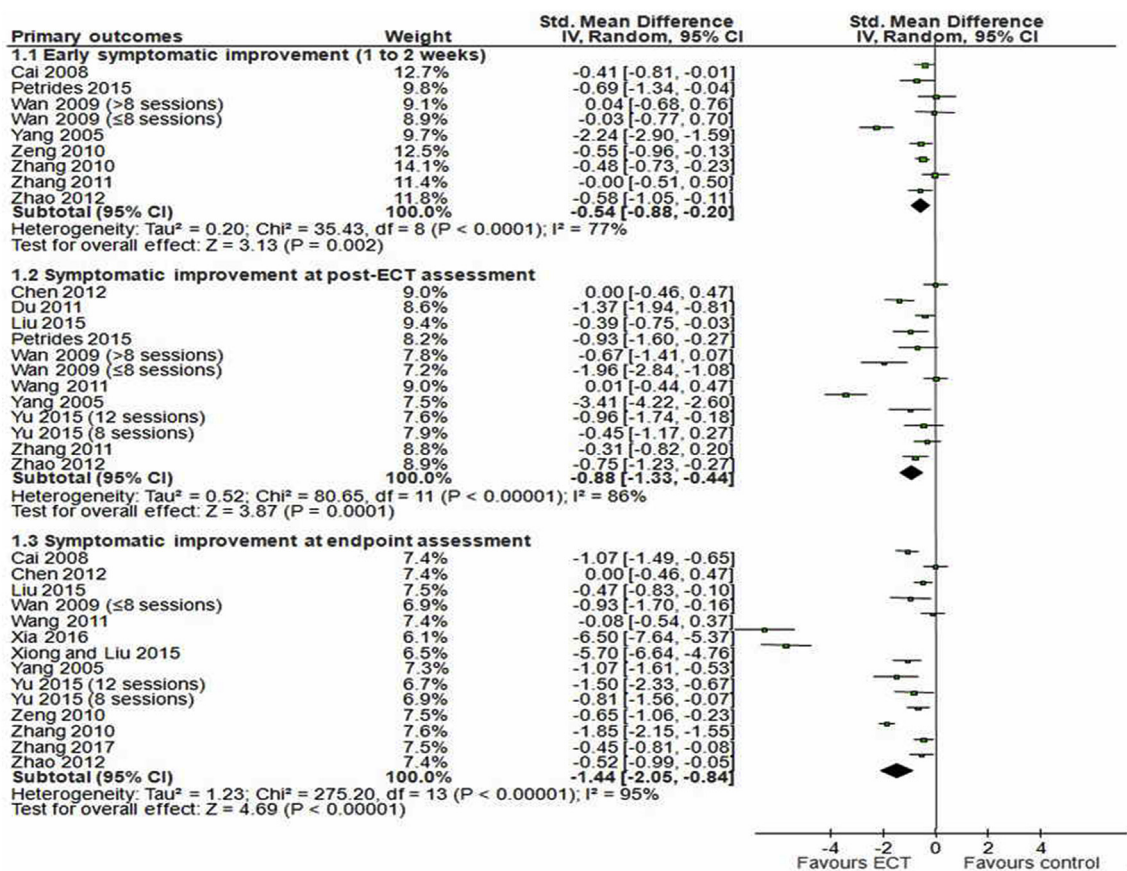 Std. Mean Difference Std. Mean Difference
Primary outcomes Weight IV, Random, 95% CI IV, Random, 95% CI
1.1 Early symptomatic improvement (1 to 2 weeks)
Cai 2008 12.7% -0.41 [-0.81, -0.01]
Petrides 2015 9.8% -0.69 [-1.34, -0.04]
Wan 2009 (>8 sessions) 9.1% 0.04 [-0.68, 0.76]
Wan 2009 (≤8 sessions) 8.9% -0.03 [-0.77, 0.70]
Yang 2005 9.7% -2.24 [-2.90, -1.59]
Zeng 2010 12.5% -0.55 [-0.96, -0.13]
Zhang 2010 14.1% -0.48 [-0.73, -0.23]
Zhang 2011 11.4% -0.00 [-0.51, 0.50]
Zhao 2012 11.8% -0.58 [-1.05, -0.11]
Subtotal (95% CI) 100.0% -0.54 [-0.88, -0.20]
Heterogeneity: Tau² = 0.20; Chi² = 35.43, df = 8 (P < 0.0001); I² = 77%
Test for overall effect: Z = 3.13 (P = 0.002)
1.2 Symptomatic improvement at post-ECT assessment
Chen 2012 9.0% 0.00 [-0.46, 0.47]
Du 2011 8.6% -1.37 [-1.94, -0.81]
Liu 2015 9.4% -0.39 [-0.75, -0.03]
Petrides 2015 8.2% -0.93 [-1.60, -0.27]
Wan 2009 (>8 sessions) 7.8% -0.67 [-1.41, 0.07]
Wan 2009 (≤8 sessions) 7.2% -1.96 [-2.84, -1.08]
Wang 2011 9.0% 0.01 [-0.44, 0.47]
Yang 2005 7.5% -3.41 [-4.22, -2.60]
Yu 2015 (12 sessions) 7.6% -0.96 [-1.74, -0.18]
Yu 2015 (8 sessions) 7.9% -0.45 [-1.17, 0.27]
Zhang 2011 8.8% -0.31 [-0.82, 0.20]
Zhao 2012 8.9% -0.75 [-1.23, -0.27]
Subtotal (95% CI) 100.0% -0.88 [-1.33, -0.44]
Heterogeneity: Tau² = 0.52; Chi² = 80.65, df = 11 (P < 0.00001); I² = 86%
Test for overall effect: Z = 3.87 (P = 0.0001)
1.3 Symptomatic improvement at endpoint assessment
Cai 2008 7.4% -1.07 [-1.49, -0.65]
Chen 2012 7.4% 0.00 [-0.46, 0.47]
Liu 2015 7.5% -0.47 [-0.83, -0.10]
Wan 2009 (≤8 sessions) 6.9% -0.93 [-1.70, -0.16]
Wang 2011 7.4% -0.08 [-0.54, 0.37]
Xia 2016 6.1% -6.50 [-7.64, -5.37]
Xiong and Liu 2015 6.5% -5.70 [-6.64, -4.76]
Yang 2005 7.3% -1.07 [-1.61, -0.53]
Yu 2015 (12 sessions) 6.7% -1.50 [-2.33, -0.67]
Yu 2015 (8 sessions) 6.9% -0.81 [-1.56, -0.07]
Zeng 2010 7.5% -0.65 [-1.06, -0.23]
Zhang 2010 7.6% -1.85 [-2.15, -1.55]
Zhang 2017 7.5% -0.45 [-0.81, -0.08]
Zhao 2012 7.4% -0.52 [-0.99, -0.05]
Subtotal (95% CI) 100.0% -1.44 [-2.05, -0.84]
Heterogeneity: Tau² = 1.23; Chi² = 275.20, df = 13 (P < 0.00001); I² = 95%
Test for overall effect: Z = 4.69 (P < 0.00001)
-4 -2 0 2 4
Favours ECT Favours control